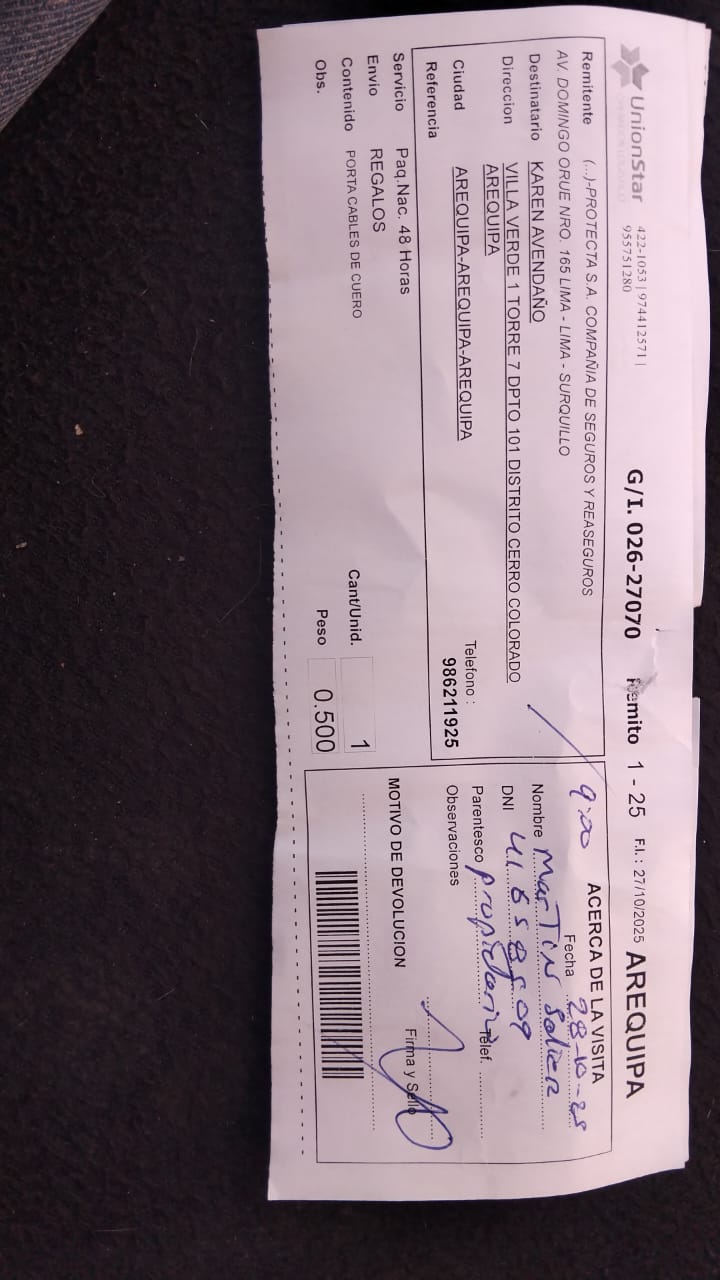 UnionStar
422-1053 | 974412571 |
955751280
G/I. 026-27070 Remito 1 - 25 F.I.: 27/10/2025 AREQUIPA
Remitente (...)-PROTECTA S.A. COMPAÑIA DE SEGUROS Y REASEGUROS
AV. DOMINGO ORUE NRO. 165 LIMA - LIMA - SURQUILLO
Destinatario KAREN AVENDAÑO
Direccion VILLA VERDE 1 TORRE 7 DPTO 101 DISTRITO CERRO COLORADO
AREQUIPA
Telefono :
Ciudad AREQUIPA-AREQUIPA-AREQUIPA 986211925
Referencia
Servicio Paq.Nac. 48 Horas
Envio REGALOS
Contenido PORTA CABLES DE CUERO Cant/Unid. 1
Obs. Peso 0.500
ACERCA DE LA VISITA
9:00 Fecha 28-10-25
Nombre Martin
DNI
Parentesco Telef.
Observaciones
MOTIVO DE DEVOLUCION
Firma y Sello